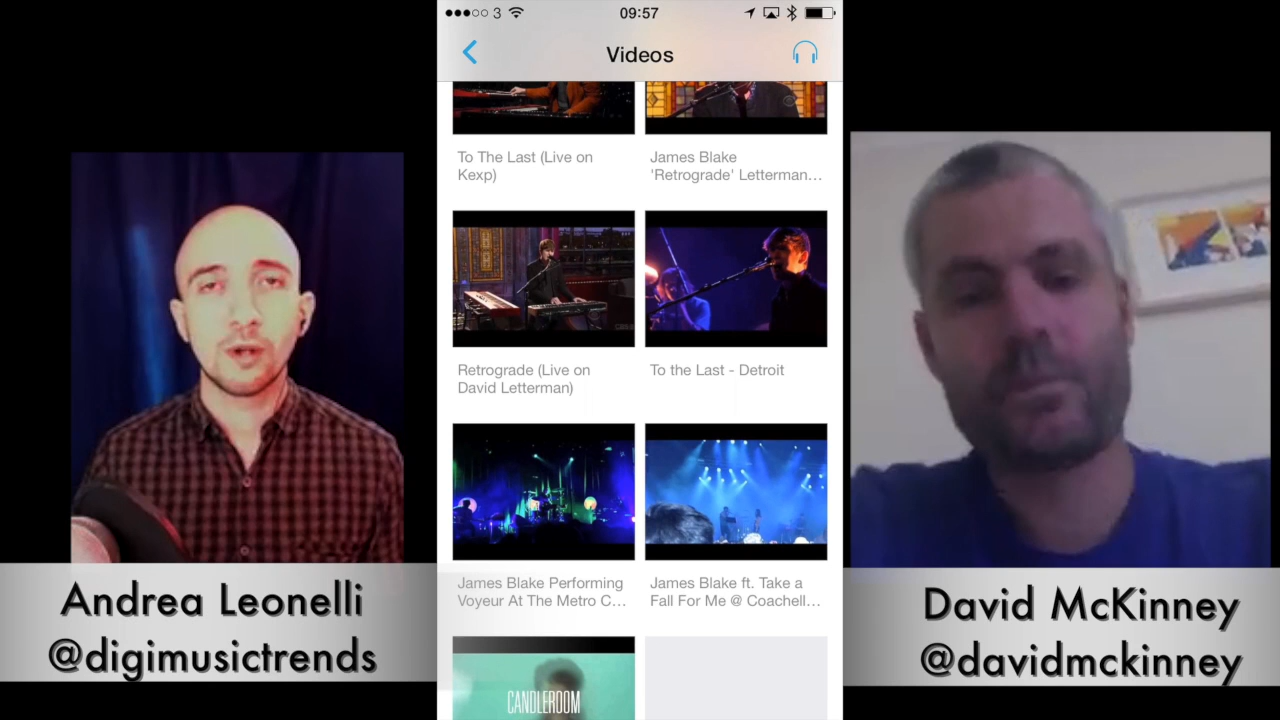 3
09:57
Videos
To The Last (Live on
Kexp)
James Blake
'Retrograde' Letterman…
Retrograde (Live on
David Letterman)
To the Last - Detroit
James Blake Performing
Voyeur At The Metro C…
James Blake ft. Take a
Fall For Me @ Coachell…
CANDLEROOM
Andrea Leonelli
@digimusictrends
David McKinney
@davidmckinney